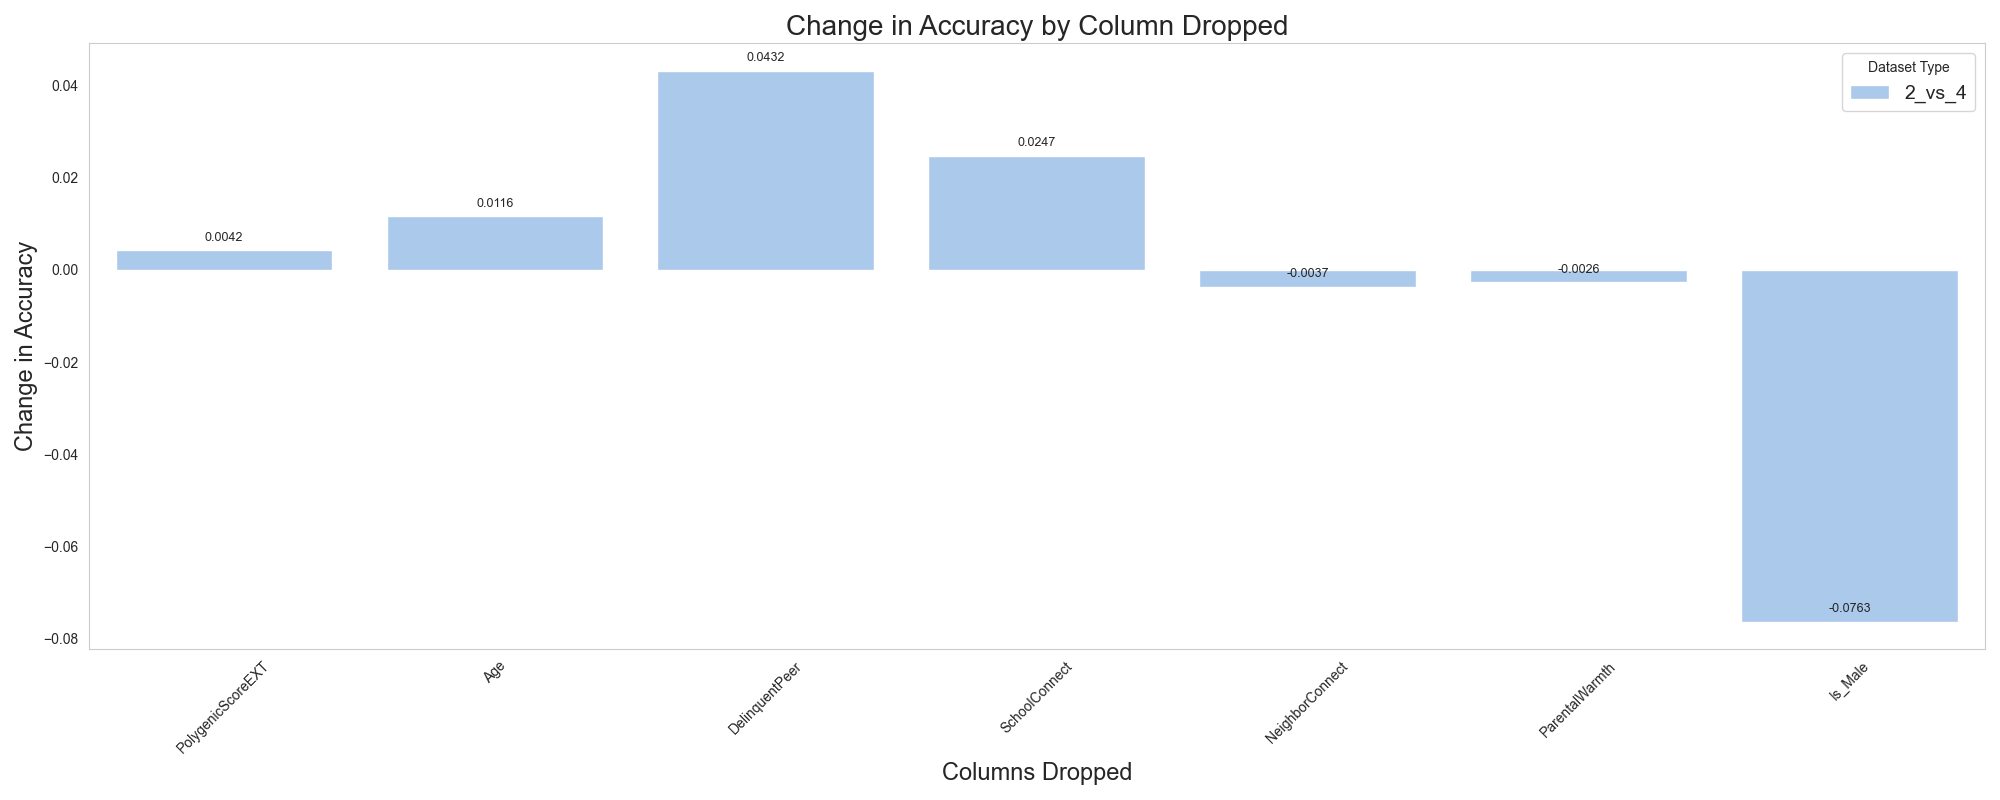 Change in Accuracy by Column Dropped
Dataset Type
2_vs_4
Change in Accuracy
0.04
0.02
0.00
−0.02
−0.04
−0.06
−0.08
0.0042
0.0116
0.0432
0.0247
-0.0037
-0.0026
-0.0763
PolygenicScoreEXT
Age
DelinquentPeer
SchoolConnect
NeighborConnect
ParentalWarmth
Is_Male
Columns Dropped